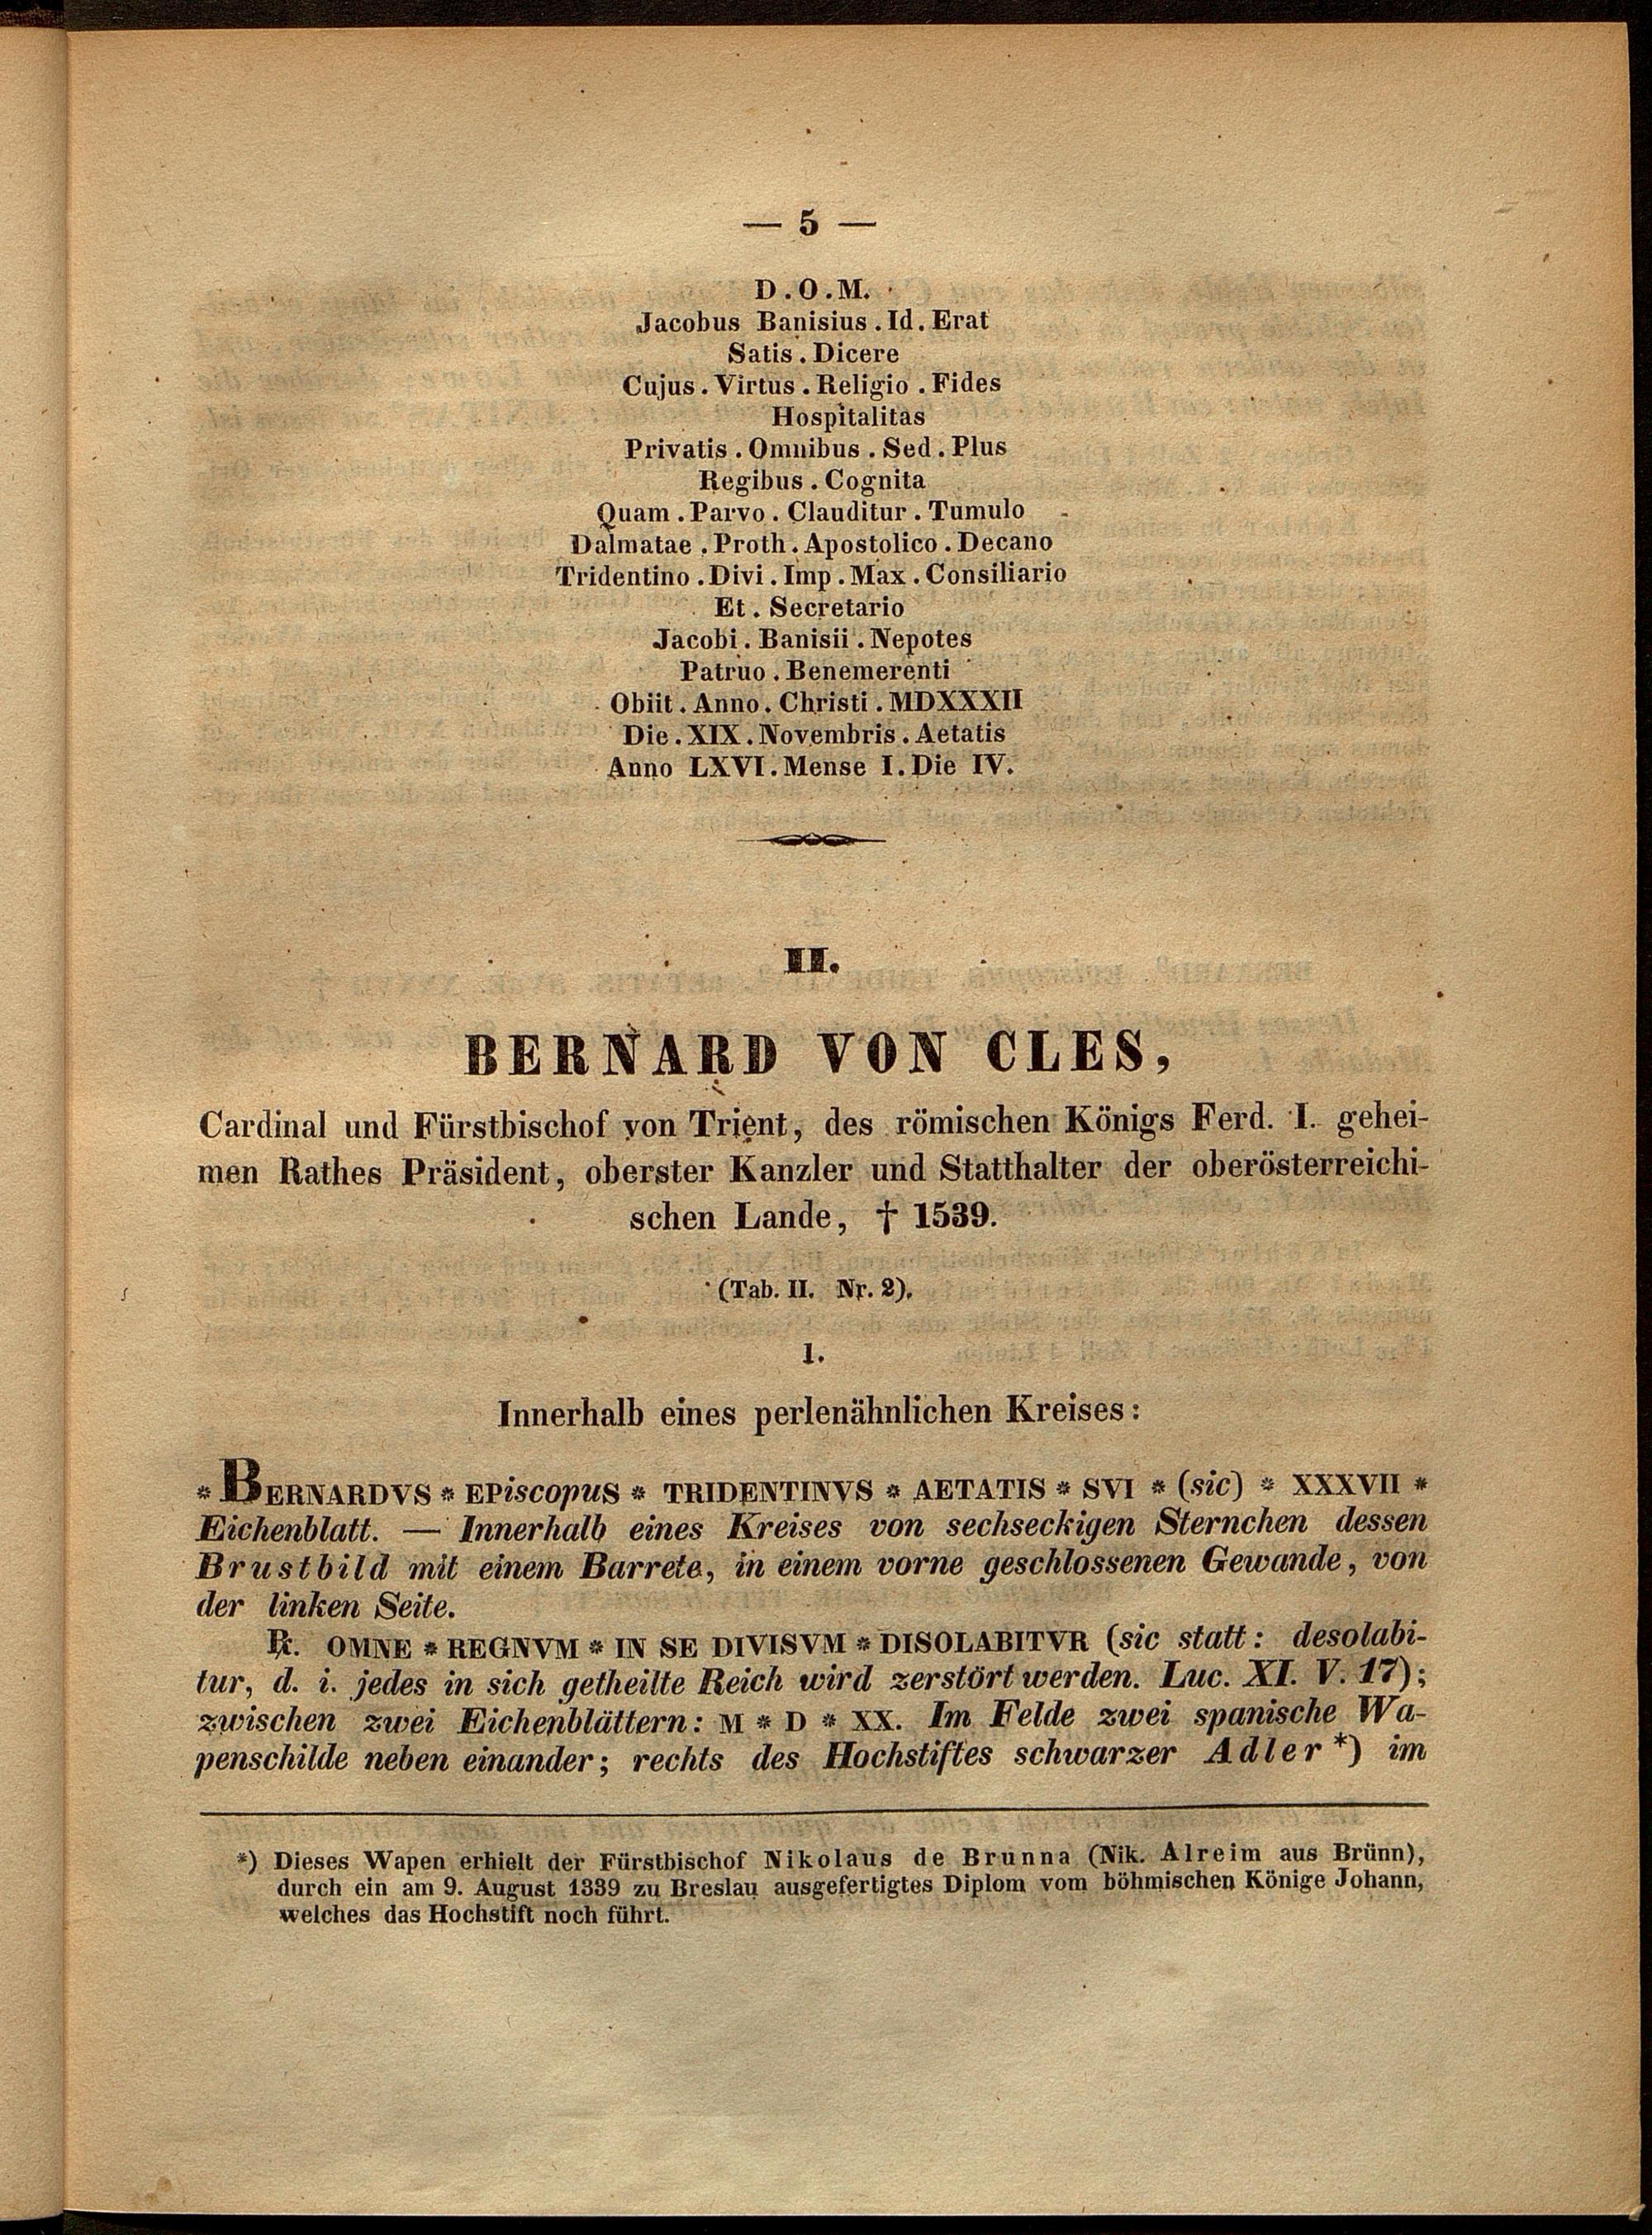 — 5 —
D.O.M.
Jacobus Banisius. Id. Erat
Satis. Dicere
Cujus. Virtus. Religio. Fides
Hospitalitas
Privatis. Omnibus. Sed. Plus
Regibus. Cognita
Quam. Parvo. Clauditur. Tumulo
Dalmatae. Proth. Apostolico. Decano
Tridentino. Divi. Imp. Max. Consiliario
Et. Secretario
Jacobi. Banisii. Nepotes
Patruo. Benemerenti
Obiit. Anno. Christi. MDXXXII
Die. XIX. Novembris. Aetatis
Anno LXVI. Mense I. Die IV.
II.
BERNARD VON CLES,
Cardinal und Fürstbischof von Trient, des römischen Königs Ferd. I. gehei-
men Rathes Präsident, oberster Kanzler und Statthalter der oberösterreichi-
schen Lande, † 1539.
(Tab. II. Nr. 2).
1.
Innerhalb eines perlenähnlichen Kreises:
* BERNARDVS * EPiscopuS * TRIDENTINVS * AETATIS * SVI * (sic) * XXXVII *
Eichenblatt. — Innerhalb eines Kreises von sechseckigen Sternchen dessen
Brustbild mit einem Barrete, in einem vorne geschlossenen Gewande, von
der linken Seite.
℞. OMNE * REGNVM * IN SE DIVISVM * DISOLABITVR (sic statt: desolabi-
tur, d. i. jedes in sich getheilte Reich wird zerstört werden. Luc. XI. V. 17);
zwischen zwei Eichenblättern: M * D * XX. Im Felde zwei spanische Wa-
penschilde neben einander; rechts des Hochstiftes schwarzer Adler *) im
*) Dieses Wapen erhielt der Fürstbischof Nikolaus de Brunna (Nik. Alreim aus Brünn),
durch ein am 9. August 1339 zu Breslau ausgefertigtes Diplom vom böhmischen Könige Johann,
welches das Hochstift noch führt.